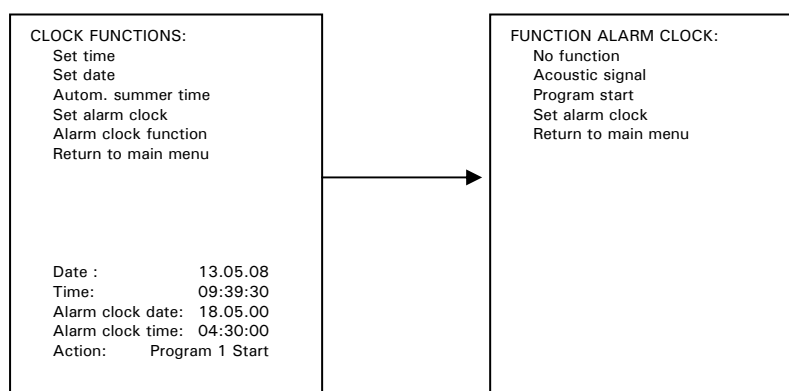 CLOCK FUNCTIONS:
Set time
Set date
Autom. summer time
Set alarm clock
Alarm clock function
Return to main menu
Date : 13.05.08
Time: 09:39:30
Alarm clock date: 18.05.00
Alarm clock time: 04:30:00
Action: Program 1 Start
FUNCTION ALARM CLOCK:
No function
Acoustic signal
Program start
Set alarm clock
Return to main menu